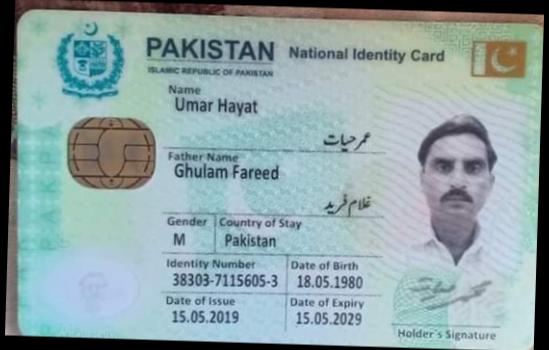 PAKISTAN National Identity Card
ISLAMIC REPUBLIC OF PAKISTAN
Name
Umar Hayat
عمر حیات
Father Name
Ghulam Fareed
غلام فرید
Gender Country of Stay
M Pakistan
Identity Number Date of Birth
38303-7115605-3 18.05.1980
Date of Issue Date of Expiry
15.05.2019 15.05.2029
Holder's Signature